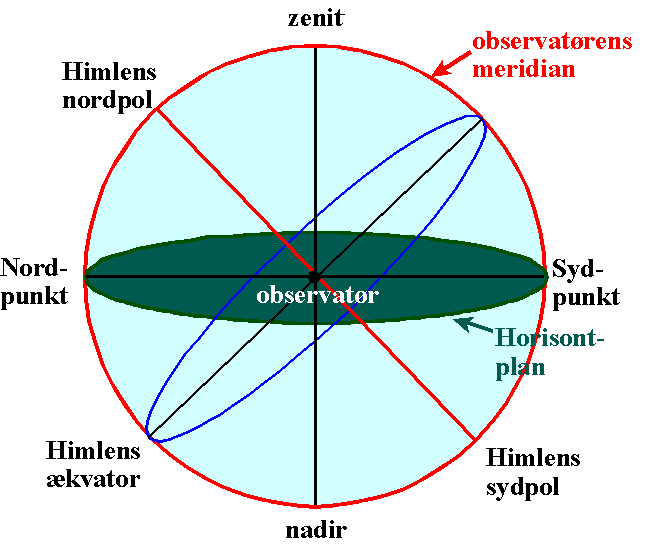 zenit
observatørens
meridian
Himlens
nordpol
Nord-
punkt
Syd-
punkt
observatør
Horisont-
plan
Himlens
ækvator
Himlens
sydpol
nadir